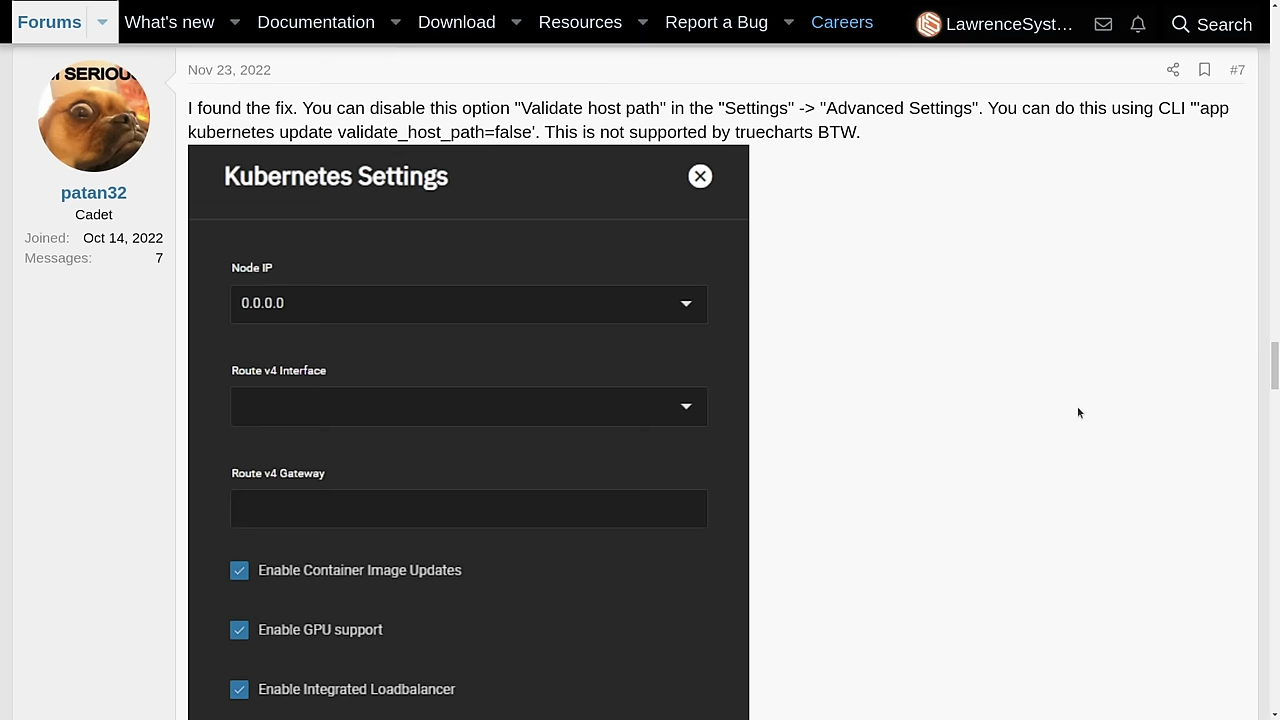 Forums What's new Documentation Download Resources Report a Bug Careers LawrenceSyst... Search
SERIOUS
Nov 23, 2022 #7
I found the fix. You can disable this option "Validate host path" in the "Settings" -> "Advanced Settings". You can do this using CLI "'app
kubernetes update validate_host_path=false'. This is not supported by truecharts BTW.
patan32
Cadet
Joined: Oct 14, 2022
Messages: 7
Kubernetes Settings
Node IP
0.0.0.0
Route v4 Interface
Route v4 Gateway
Enable Container Image Updates
Enable GPU support
Enable Integrated Loadbalancer